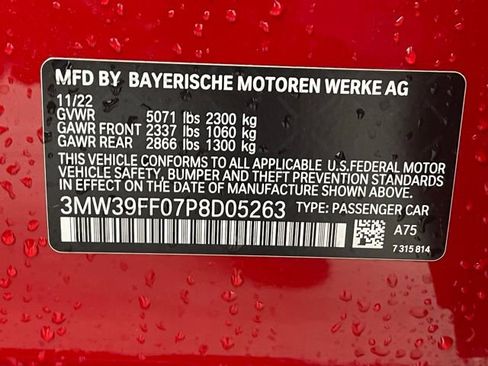 MFD BY BAYERISCHE MOTOREN WERKE AG
11/22
GVWR 5071 lbs 2300 kg
GAWR FRONT 2337 lbs 1060 kg
GAWR REAR 2866 lbs 1300 kg
THIS VEHICLE CONFORMS TO ALL APPLICABLE U.S.FEDERAL MOTOR
VEHICLE SAFETY, BUMPER AND THEFT PREVENTION STANDARDS
IN EFFECT ON THE DATE OF MANUFACTURE SHOWN ABOVE.
3MW39FF07P8D05263 TYPE: PASSENGER CAR
A75
7 315 814